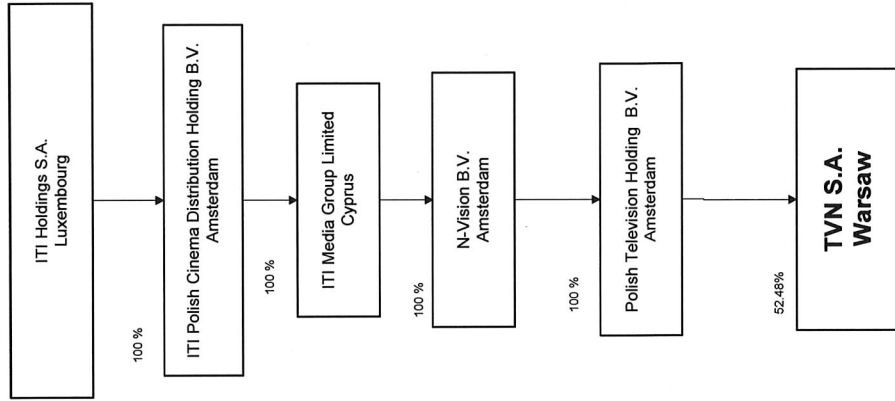 ITI Holdings S.A.
Luxembourg
100 %
ITI Polish Cinema Distribution Holding B.V.
Amsterdam
100 %
ITI Media Group Limited
Cyprus
100 %
N-Vision B.V.
Amsterdam
100 %
Polish Television Holding B.V.
Amsterdam
52.48%
TVN S.A.
Warsaw